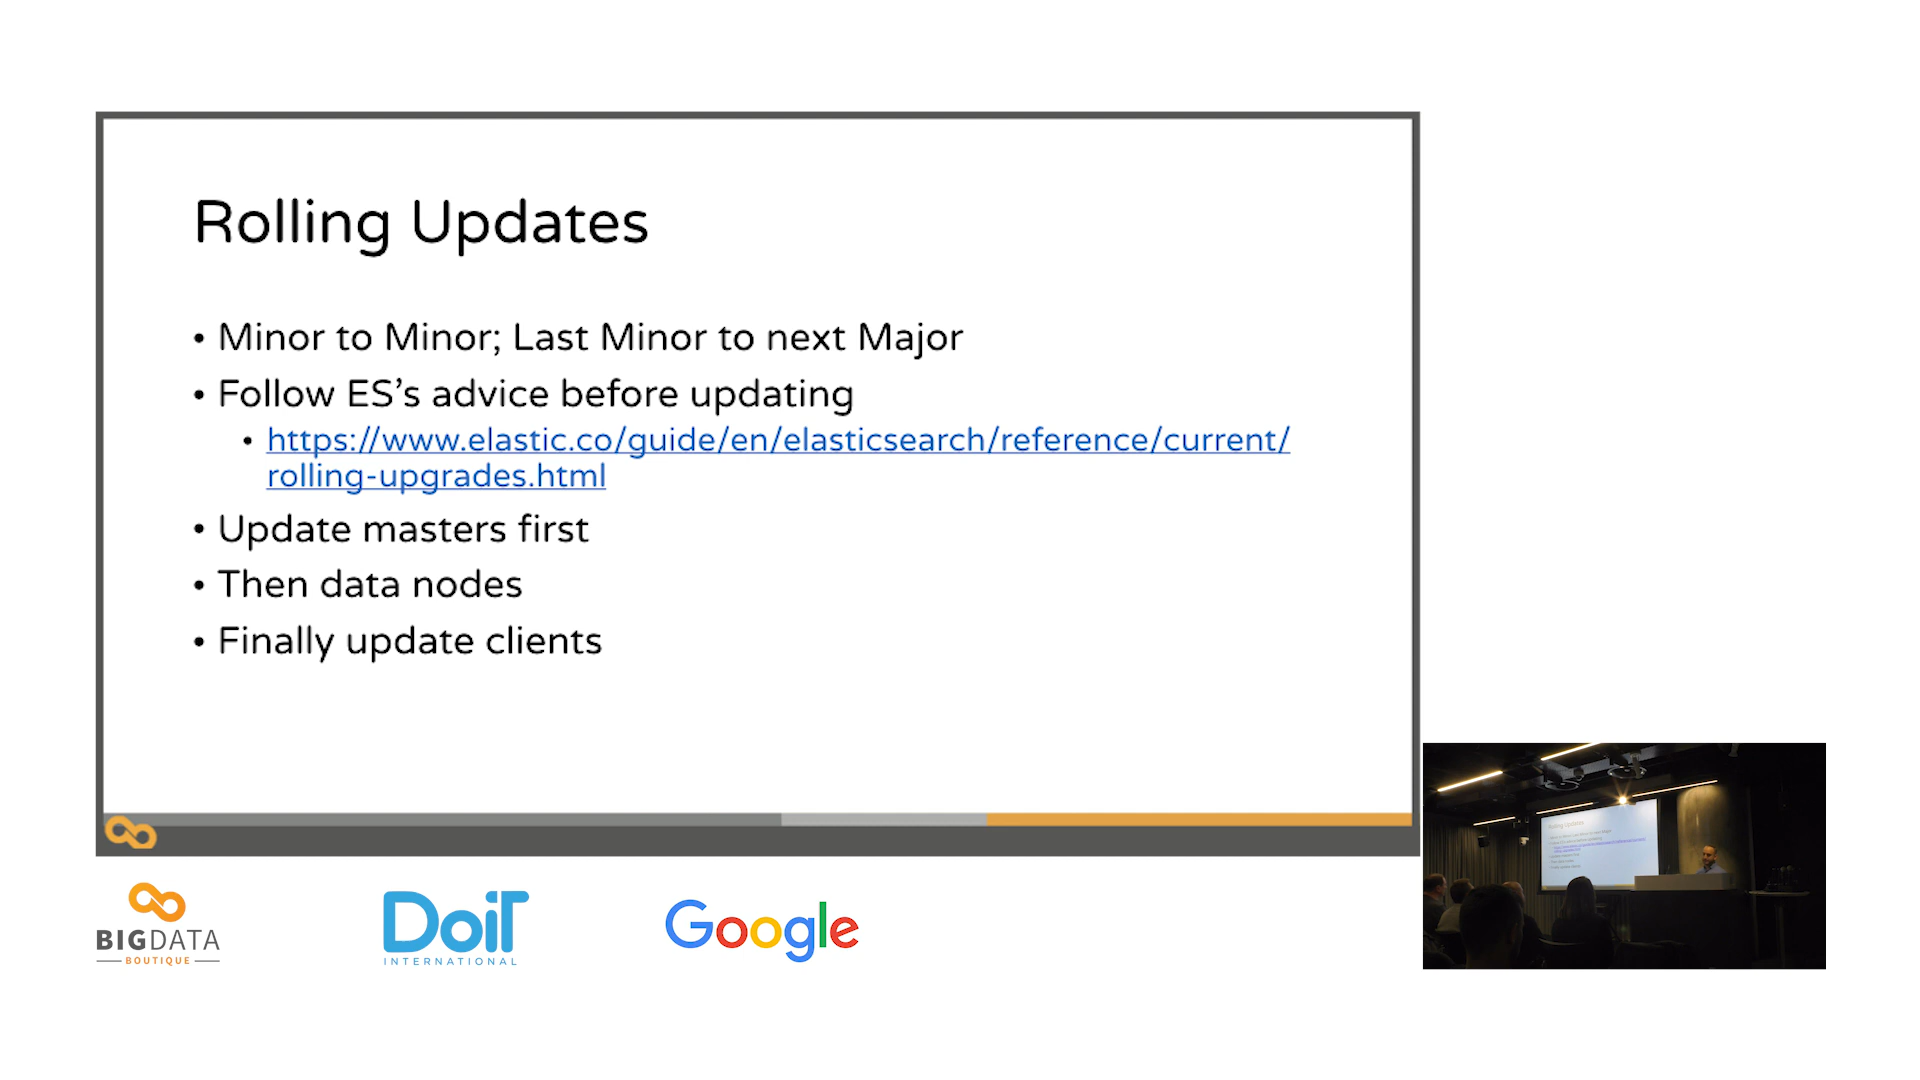 Rolling Updates
• Minor to Minor; Last Minor to next Major
• Follow ES’s advice before updating
• https://www.elastic.co/guide/en/elasticsearch/reference/current/
rolling-upgrades.html
• Update masters first
• Then data nodes
• Finally update clients
BIGDATA
BOUTIQUE
DoiT
INTERNATIONAL
Google
Rolling Updates